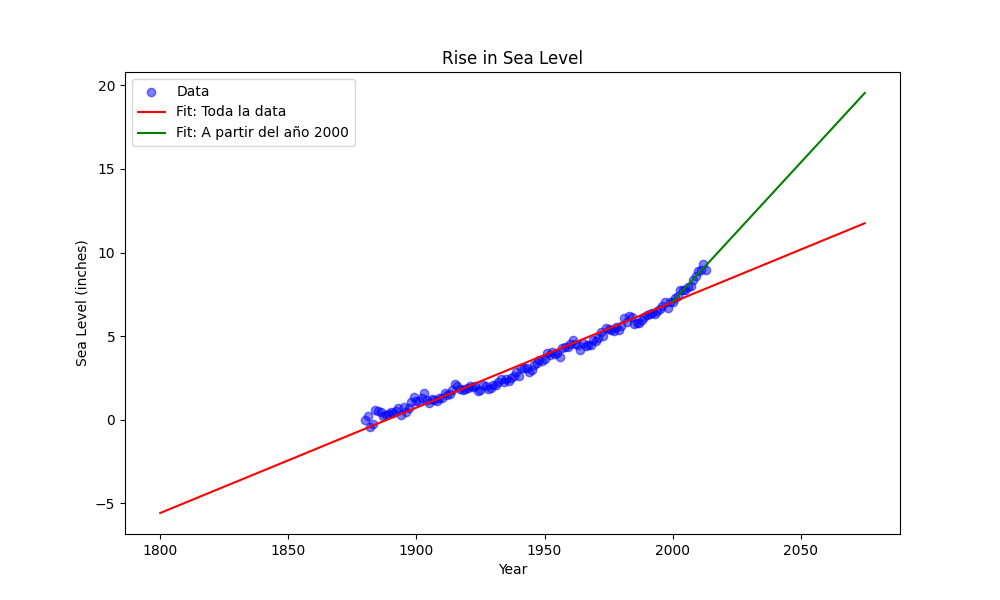 Rise in Sea Level
Data
Fit: Toda la data
Fit: A partir del año 2000
Sea Level (inches)
20
15
10
5
0
−5
1800
1850
1900
1950
2000
2050
Year